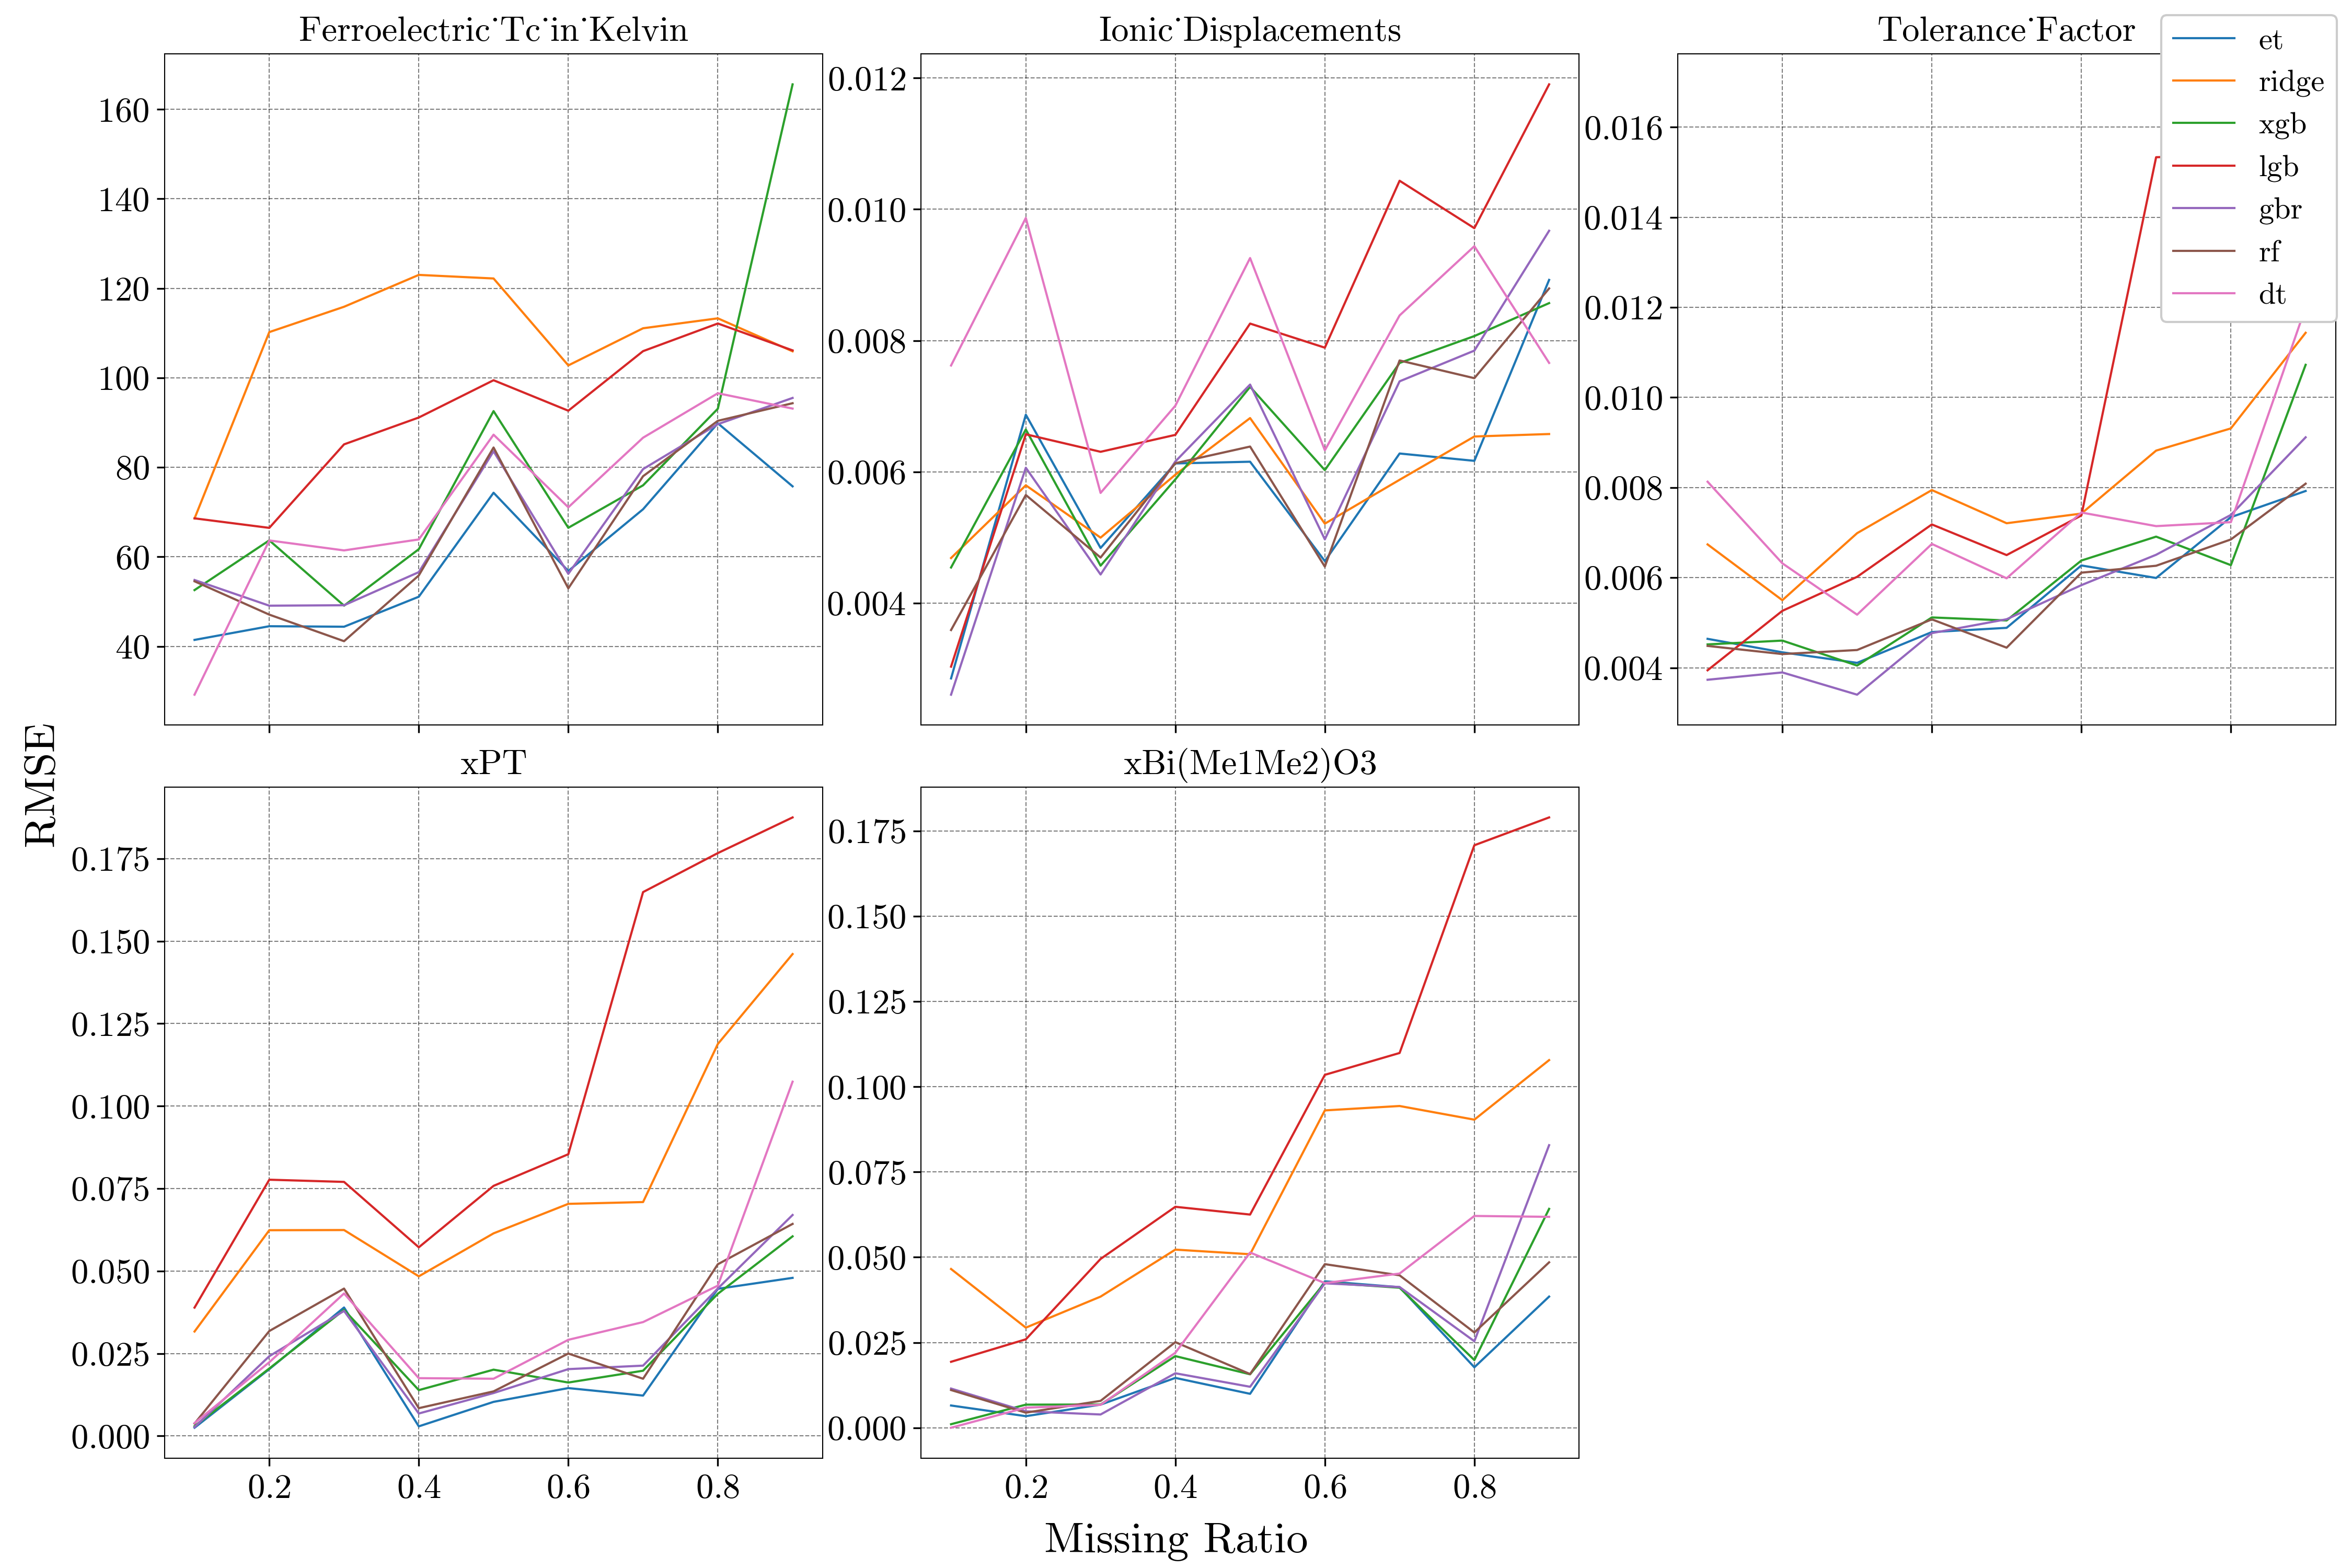 Ferroelectric˙Tc˙in˙Kelvin
Ionic˙Displacements
Tolerance˙Factor
et
ridge
xgb
lgb
gbr
rf
dt
160
140
120
100
80
60
40
0.012
0.010
0.008
0.006
0.004
0.016
0.014
0.012
0.010
0.008
0.006
0.004
RMSE
xPT
xBi(Me1Me2)O3
0.175
0.150
0.125
0.100
0.075
0.050
0.025
0.000
0.175
0.150
0.125
0.100
0.075
0.050
0.025
0.000
0.2 0.4 0.6 0.8
0.2 0.4 0.6 0.8
Missing Ratio